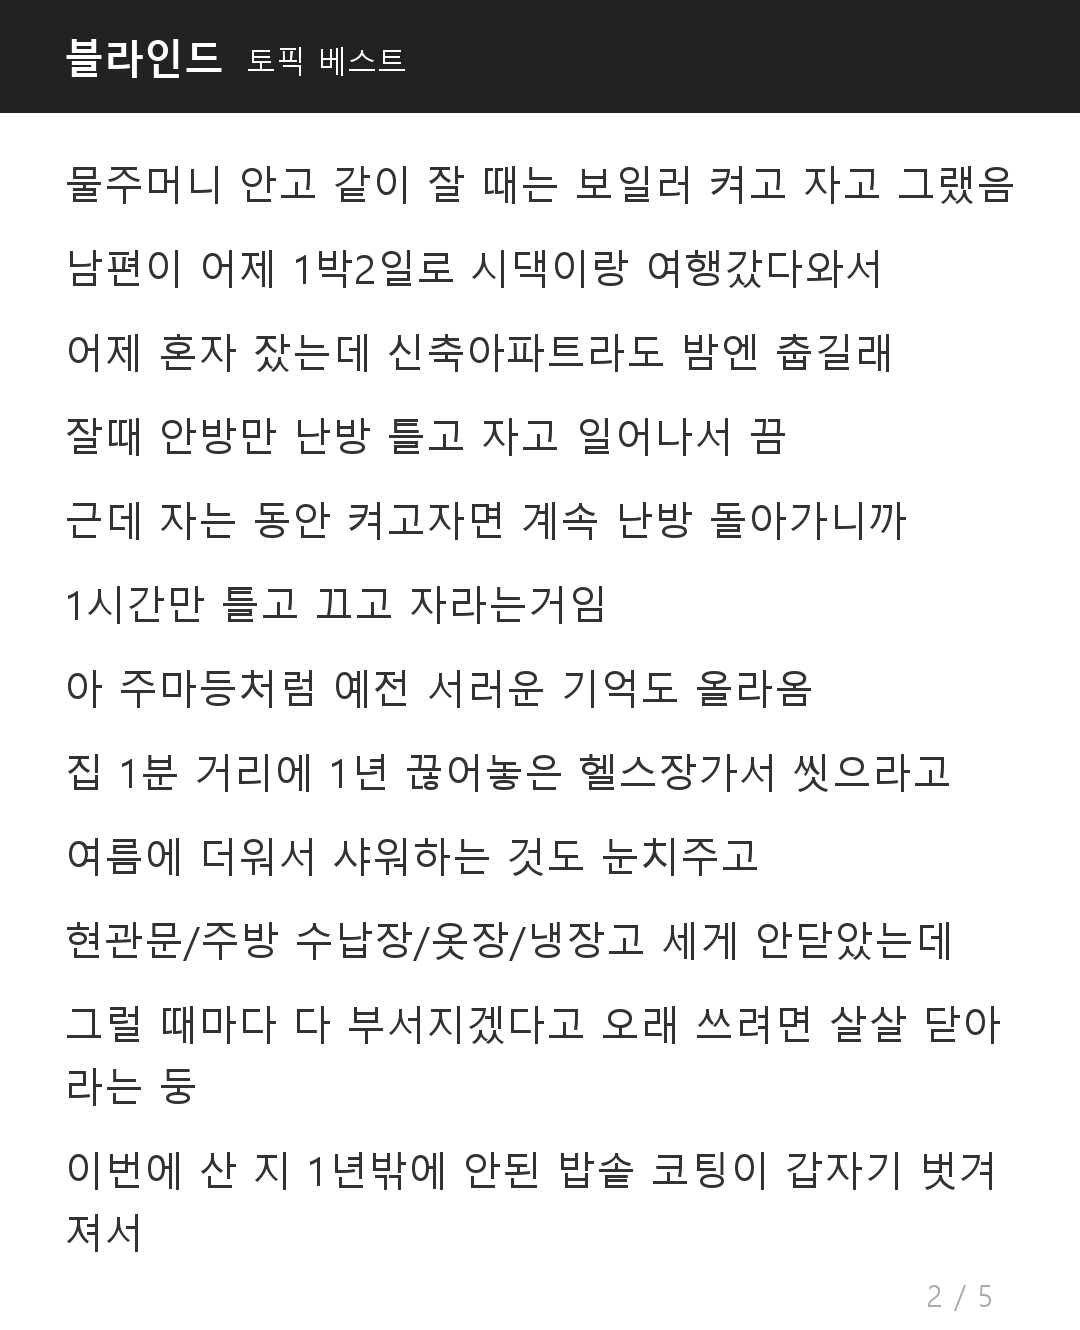 블라인드 토픽 베스트
물주머니 안고 같이 잘 때는 보일러 켜고 자고 그랬음
남편이 어제 1박2일로 시댁이랑 여행갔다와서
어제 혼자 잤는데 신축아파트라도 밤엔 춥길래
잘때 안방만 난방 틀고 자고 일어나서 끔
근데 자는 동안 켜고자면 계속 난방 돌아가니까
1시간만 틀고 끄고 자라는거임
아 주마등처럼 예전 서러운 기억도 올라옴
집 1분 거리에 1년 끊어놓은 헬스장가서 씻으라고
여름에 더워서 샤워하는 것도 눈치주고
현관문/주방 수납장/옷장/냉장고 세게 안닫았는데
그럴 때마다 다 부서지겠다고 오래 쓰려면 살살 닫아
라는 둥
이번에 산 지 1년밖에 안된 밥솥 코팅이 갑자기 벗겨
져서
2 / 5